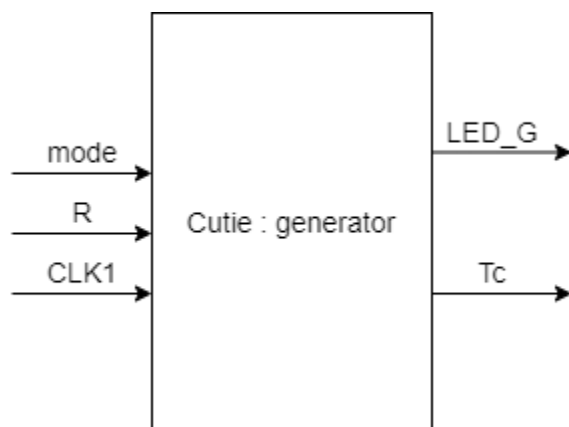 mode
R
CLK1
Cutie : generator
LED_G
Tc